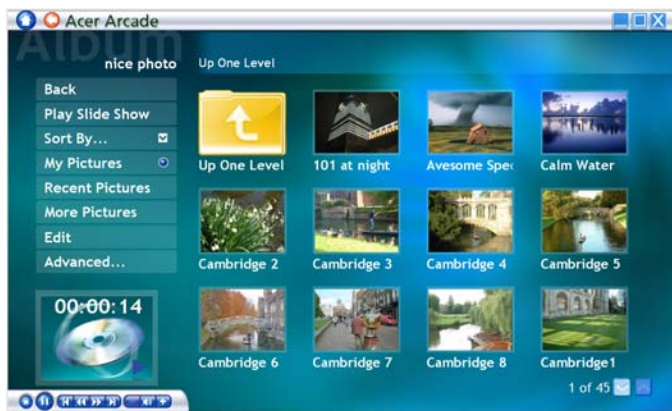 Acer Arcade
Album
nice photo
Up One Level
Back
Play Slide Show
Sort By...
My Pictures
Recent Pictures
More Pictures
Edit
Advanced...
00:00:14
Up One Level
101 at night
Avesome Spe
Calm Water
Cambridge 2
Cambridge 3
Cambridge 4
Cambridge 5
Cambridge 6
Cambridge 7
Cambridge 8
Cambridge1
1 of 45